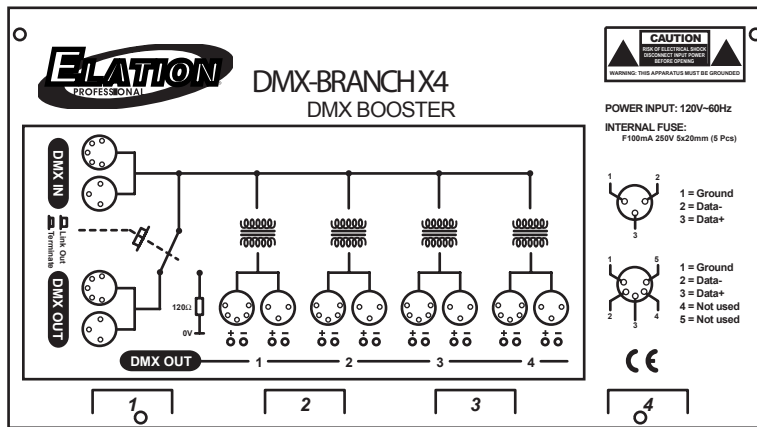 ELATION
PROFESSIONAL
DMX-BRANCH X4
DMX BOOSTER
CAUTION
RISK OF ELECTRICAL SHOCK
DISCONNECT INPUT POWER
BEFORE OPENING
WARNING: THIS APPARATUS MUST BE GROUNDED
POWER INPUT: 120V~60Hz
INTERNAL FUSE:
F100mA 250V 5x20mm (5 Pcs)
DMX IN
Link Out
Terminate
DMX OUT
120Ω
0V
+ − + − + − + − + − + − + − + −
DMX OUT 1 2 3 4
1 2
3
1 = Ground
2 = Data-
3 = Data+
1 5
2 3 4
1 = Ground
2 = Data-
3 = Data+
4 = Not used
5 = Not used
CE
1 2 3 4